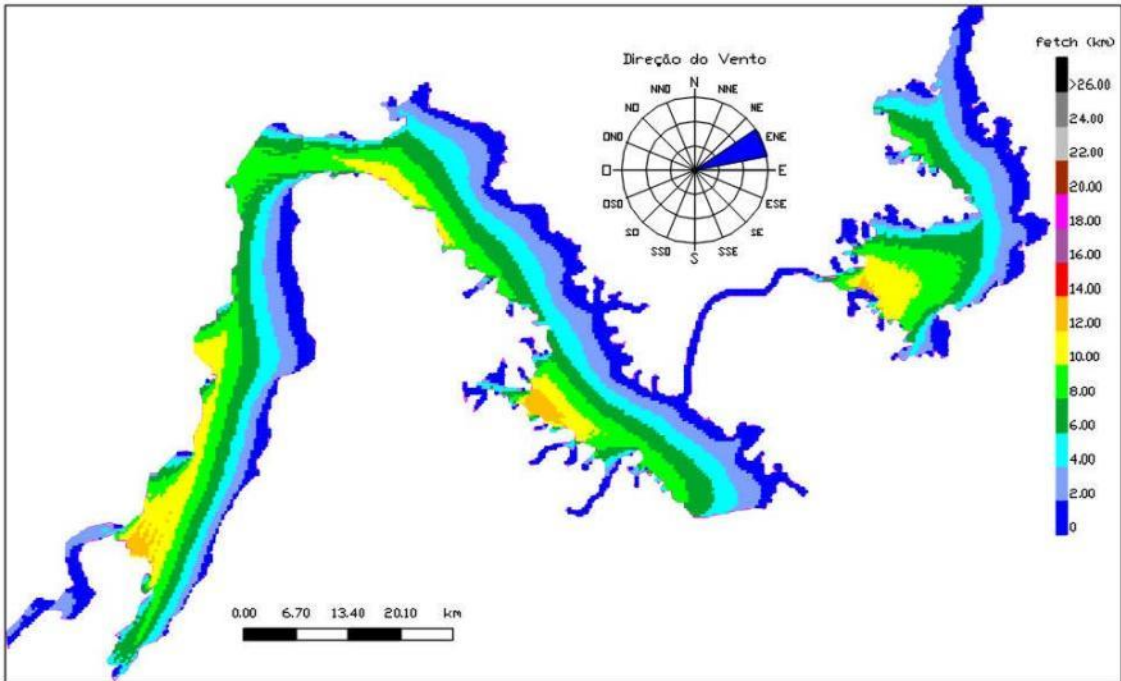 Direção do Vento
N
NNO
NNE
NO
NE
ONO
ENE
O
E
OSO
ESE
SO
SE
SSO
SSE
S
fetch (km)
>26.00
24.00
22.00
20.00
18.00
16.00
14.00
12.00
10.00
8.00
6.00
4.00
2.00
0
0.00 6.70 13.40 20.10 km